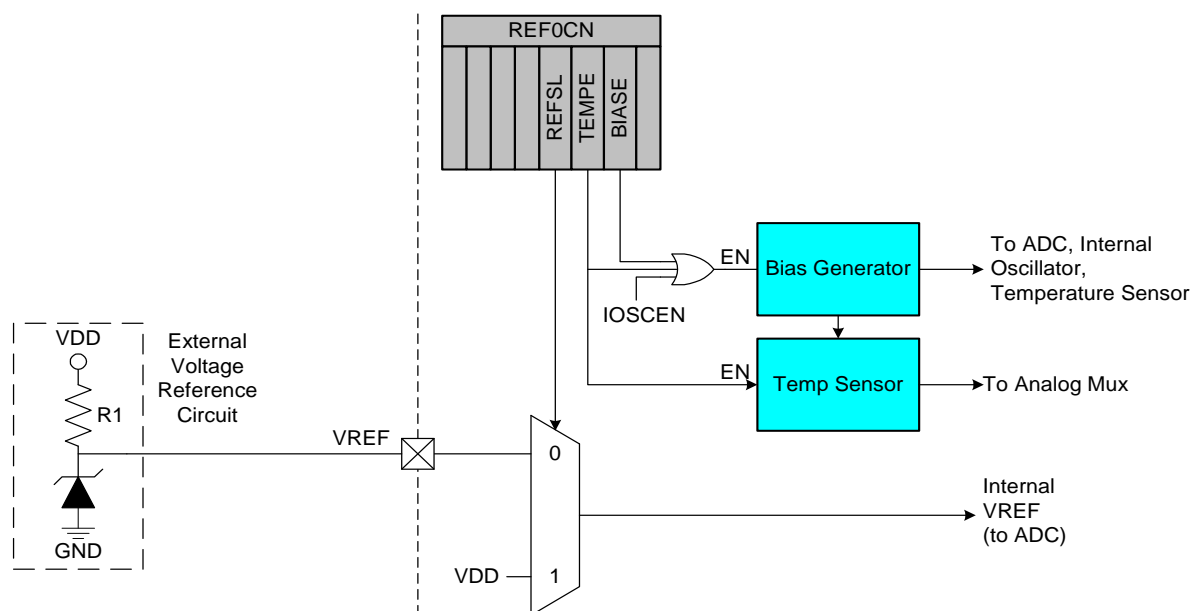 REF0CN
REFSL
TEMPE
BIASE
EN
Bias Generator
To ADC, Internal
Oscillator,
Temperature Sensor
IOSCEN
VDD
R1
External
Voltage
Reference
Circuit
EN
Temp Sensor
To Analog Mux
VREF
0
Internal
VREF
(to ADC)
GND
VDD
1